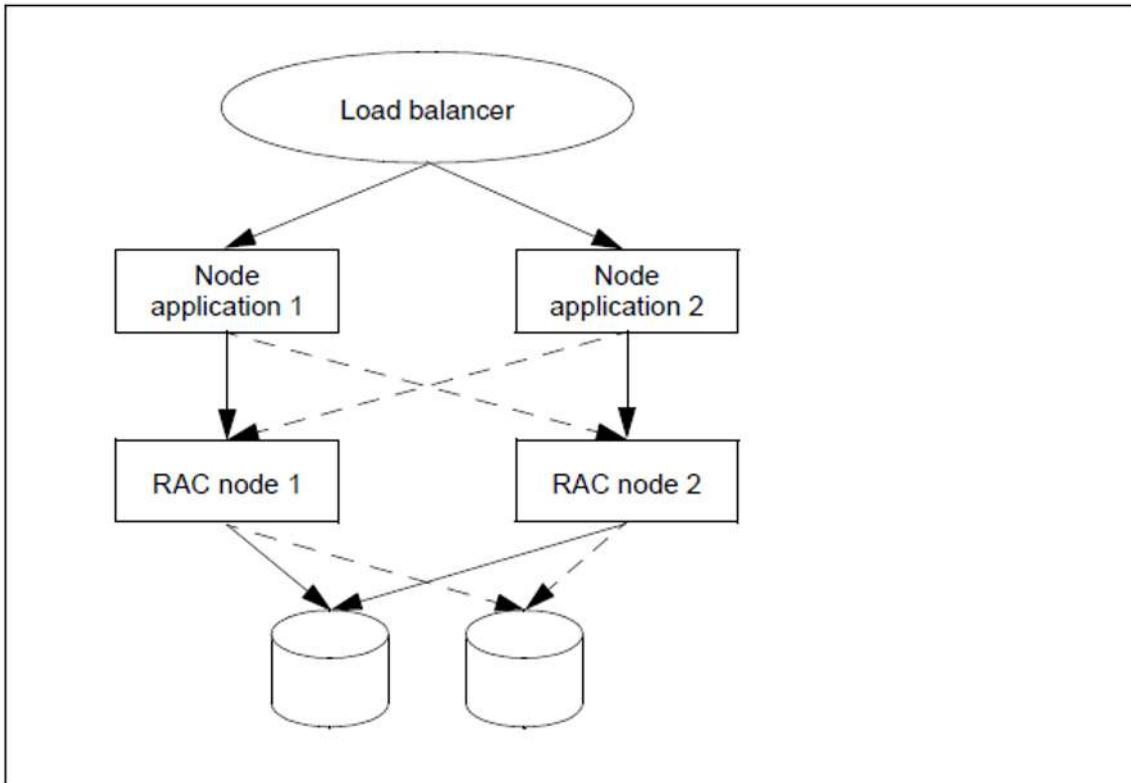 Load balancer
Node
application 1
Node
application 2
RAC node 1
RAC node 2